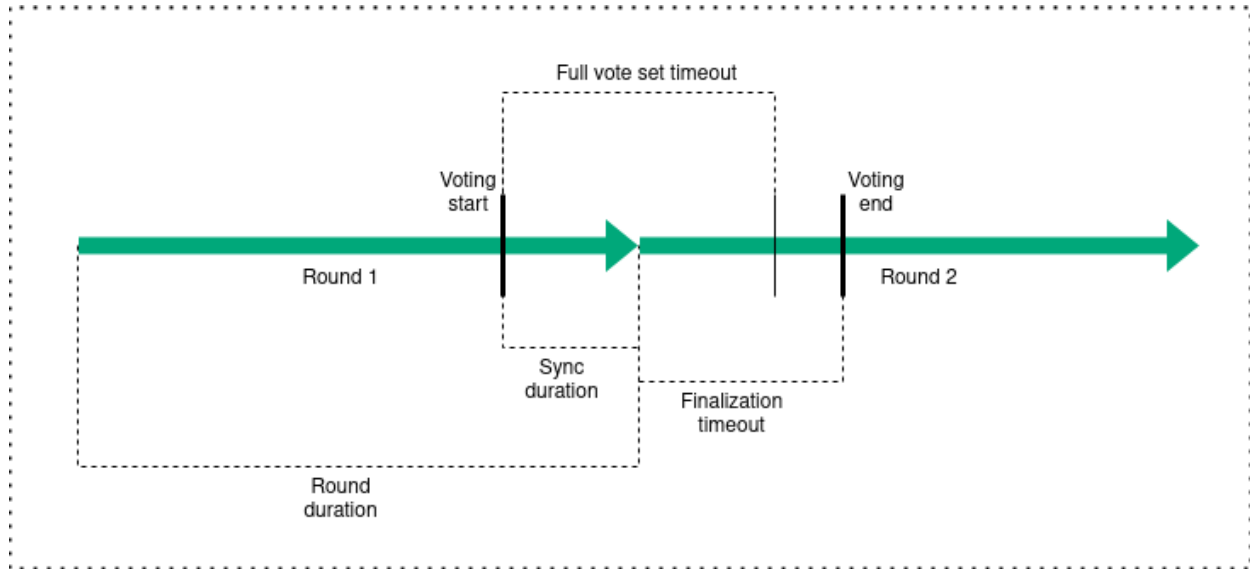 Full vote set timeout
Voting
start
Voting
end
Round 1
Round 2
Sync
duration
Finalization
timeout
Round
duration